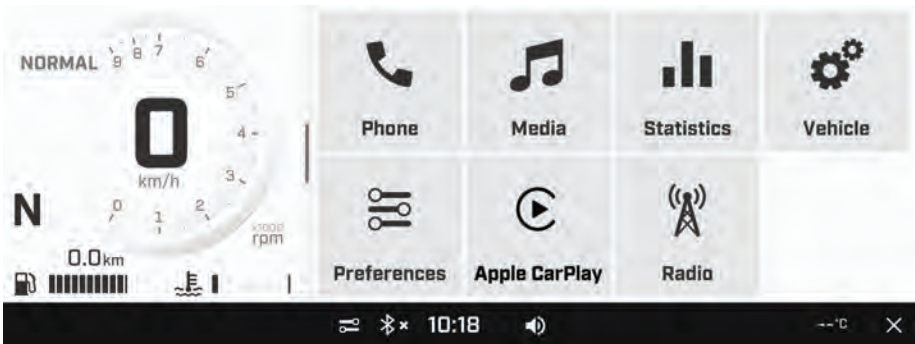 NORMAL
9 8 7 6
5
4
3
0 1 2
0
km/h
x1000
rpm
N
0.0km
Phone
Media
Statistics
Vehicle
Preferences
Apple CarPlay
Radio
10:18
--°C